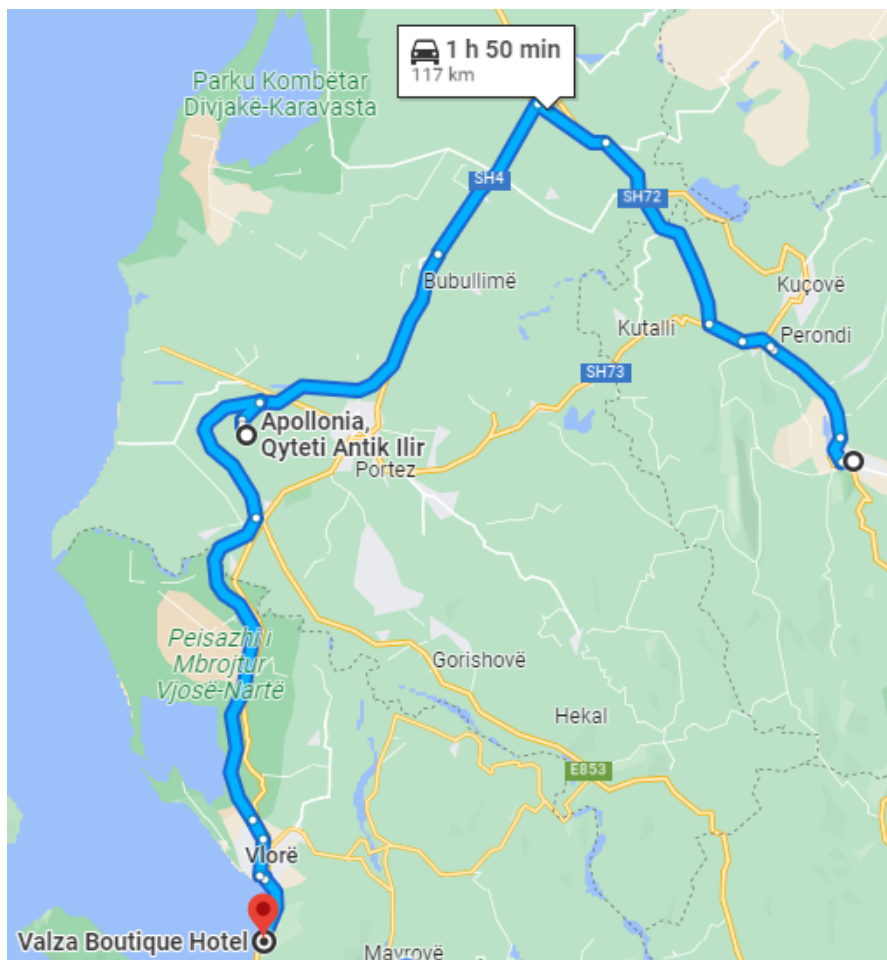 1 h 50 min
117 km
Parku Kombëtar
Divjakë-Karavasta
SH4
SH72
Bubullimë
Kuçovë
Kutalli
Perondi
SH73
Apollonia,
Qyteti Antik Ilir
Portez
Peisazhi i
Mbrojtur
Vjosë-Nartë
Gorishovë
Hekal
E853
Vlorë
Valza Boutique Hotel
Mavrovë